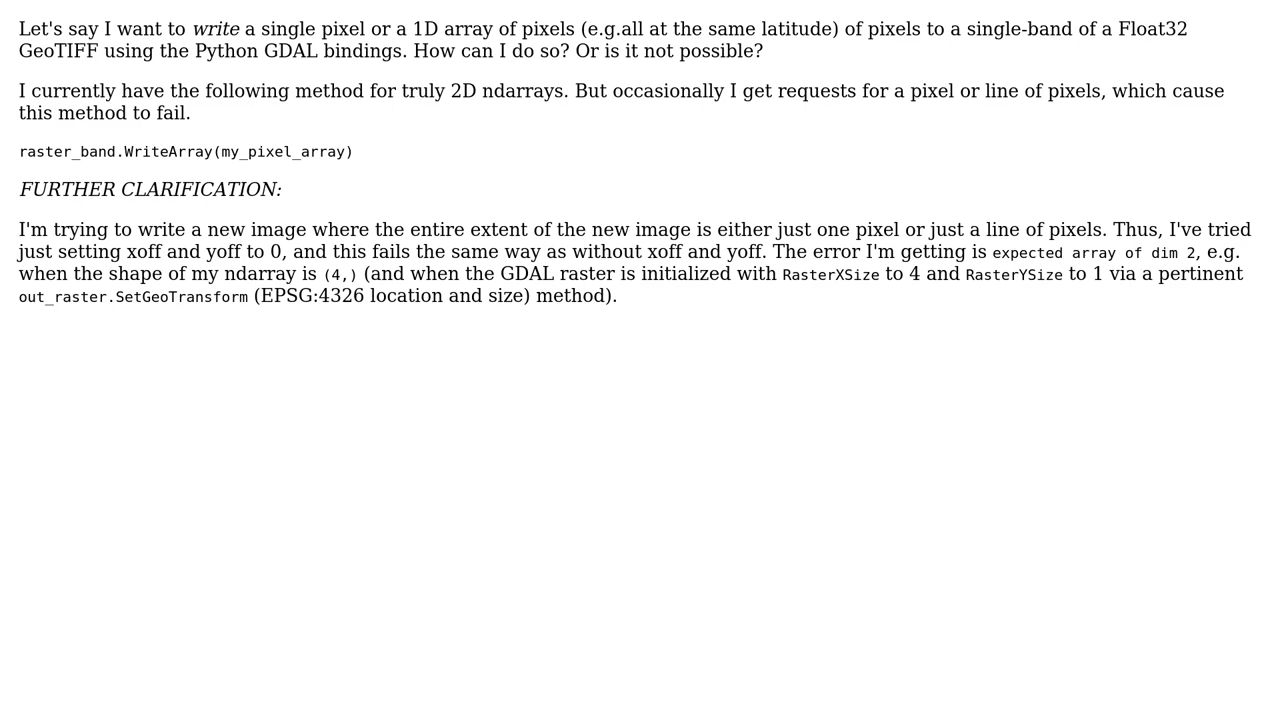 Let's say I want to write a single pixel or a 1D array of pixels (e.g.all at the same latitude) of pixels to a single-band of a Float32
GeoTIFF using the Python GDAL bindings. How can I do so? Or is it not possible?
I currently have the following method for truly 2D ndarrays. But occasionally I get requests for a pixel or line of pixels, which cause
this method to fail.
raster_band.WriteArray(my_pixel_array)
FURTHER CLARIFICATION:
I'm trying to write a new image where the entire extent of the new image is either just one pixel or just a line of pixels. Thus, I've tried
just setting xoff and yoff to 0, and this fails the same way as without xoff and yoff. The error I'm getting is expected array of dim 2, e.g.
when the shape of my ndarray is (4,) (and when the GDAL raster is initialized with RasterXSize to 4 and RasterYSize to 1 via a pertinent
out_raster.SetGeoTransform (EPSG:4326 location and size) method).